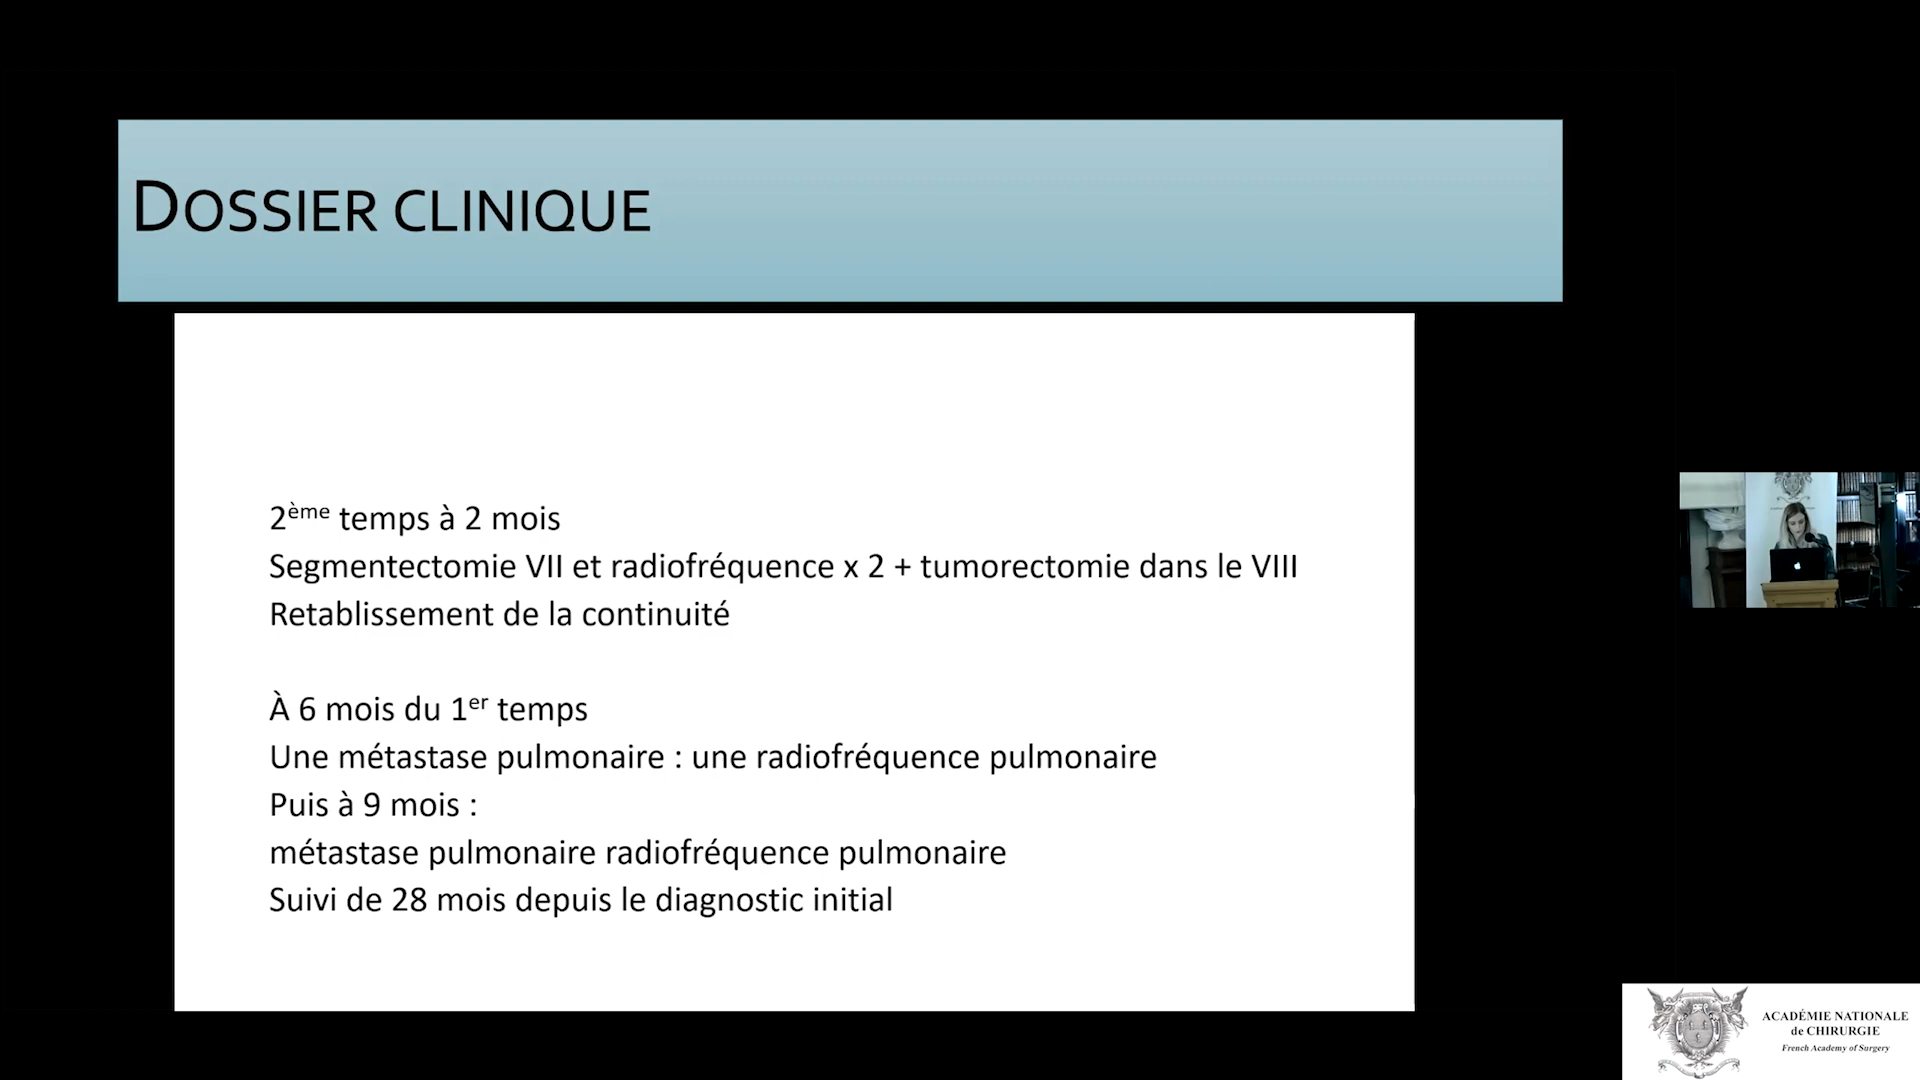 DOSSIER CLINIQUE
2ème temps à 2 mois
Segmentectomie VII et radiofréquence x 2 + tumorectomie dans le VIII
Retablissement de la continuité
À 6 mois du 1er temps
Une métastase pulmonaire : une radiofréquence pulmonaire
Puis à 9 mois :
métastase pulmonaire radiofréquence pulmonaire
Suivi de 28 mois depuis le diagnostic initial
ACADÉMIE NATIONALE
de CHIRURGIE
French Academy of Surgery